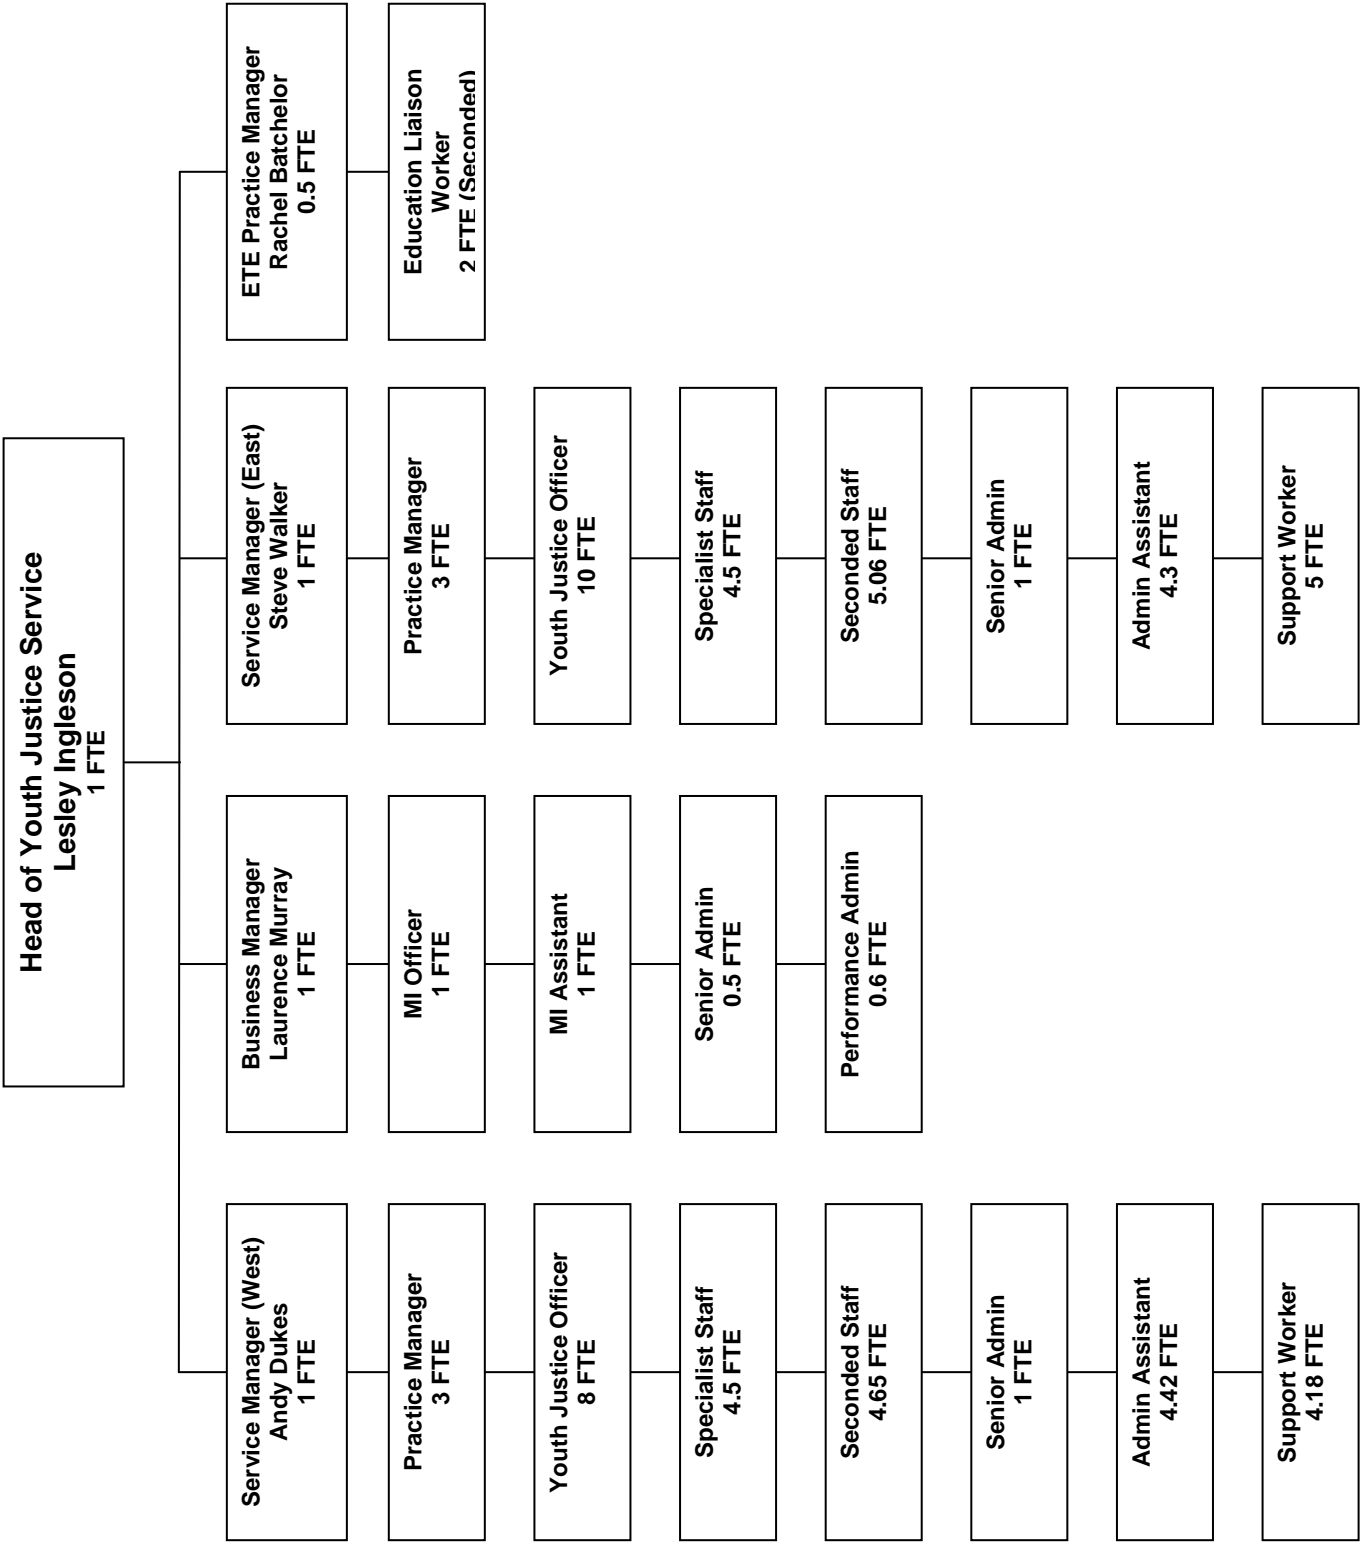 Head of Youth Justice Service
Lesley Ingleson
1 FTE
Service Manager (West)
Andy Dukes
1 FTE
Practice Manager
3 FTE
Youth Justice Officer
8 FTE
Specialist Staff
4.5 FTE
Seconded Staff
4.65 FTE
Senior Admin
1 FTE
Admin Assistant
4.42 FTE
Support Worker
4.18 FTE
Business Manager
Laurence Murray
1 FTE
MI Officer
1 FTE
MI Assistant
1 FTE
Senior Admin
0.5 FTE
Performance Admin
0.6 FTE
Service Manager (East)
Steve Walker
1 FTE
Practice Manager
3 FTE
Youth Justice Officer
10 FTE
Specialist Staff
4.5 FTE
Seconded Staff
5.06 FTE
Senior Admin
1 FTE
Admin Assistant
4.3 FTE
Support Worker
5 FTE
ETE Practice Manager
Rachel Batchelor
0.5 FTE
Education Liaison
Worker
2 FTE (Seconded)